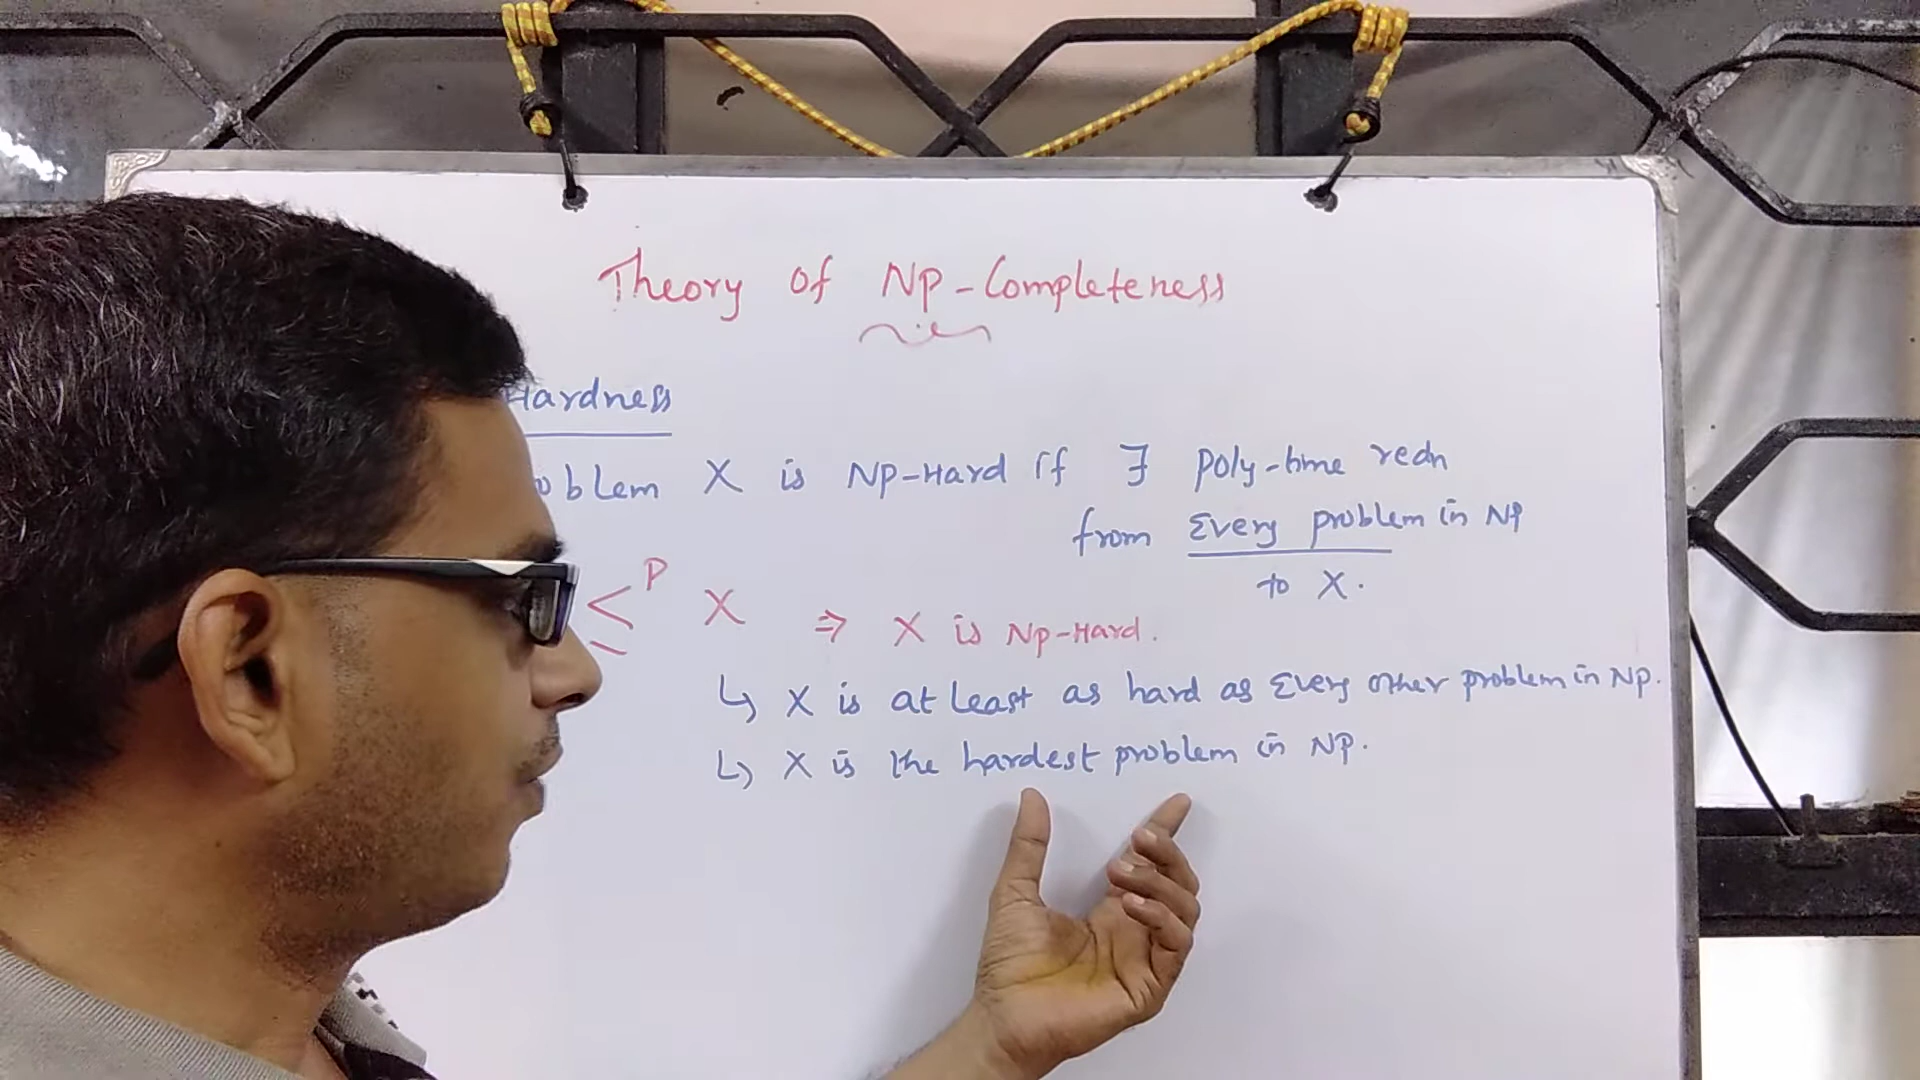 Theory of NP-Completeness
Hardness
oblem X is NP-Hard if ∃ poly-time redn
from Every problem in NP
to X.
≤ᴾ X ⇒ X is NP-Hard.
↳ X is at least as hard as Every other problem in NP.
↳ X is the hardest problem in NP.